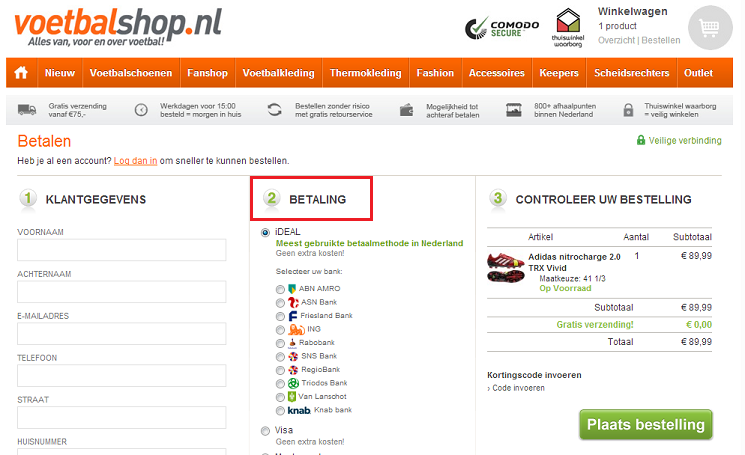 voetbalshop.nl
Alles van, voor en over voetbal!
COMODO
SECURE™
thuiswinkel
waarborg
Winkelwagen
1 product
Overzicht | Bestellen
Nieuw Voetbalschoenen Fanshop Voetbalkleding Thermokleding Fashion Accessoires Keepers Scheidsrechters Outlet
Gratis verzending
vanaf €75,-
Werkdagen voor 15:00
besteld = morgen in huis
Bestellen zonder risico
met gratis retourservice
Mogelijkheid tot
achteraf betalen
800+ afhaalpunten
binnen Nederland
Thuiswinkel waarborg
= veilig winkelen
Betalen
Veilige verbinding
Heb je al een account? Log dan in om sneller te kunnen bestellen.
1 KLANTGEGEVENS
VOORNAAM
ACHTERNAAM
E-MAILADRES
TELEFOON
STRAAT
HUISNUMMER
2 BETALING
iDEAL
Meest gebruikte betaalmethode in Nederland
Geen extra kosten!
Selecteer uw bank:
ABN AMRO
ASN Bank
Friesland Bank
ING
Rabobank
SNS Bank
RegioBank
Triodos Bank
Van Lanschot
knab. Knab bank
Visa
Geen extra kosten!
3 CONTROLEER UW BESTELLING
Artikel Aantal Subtotaal
Adidas nitrocharge 2.0 1 € 89,99
TRX Vivid
Maatkeuze: 41 1/3
Op Voorraad
Subtotaal € 89,99
Gratis verzending! € 0,00
Totaal € 89,99
Kortingscode invoeren
› Code invoeren
Plaats bestelling